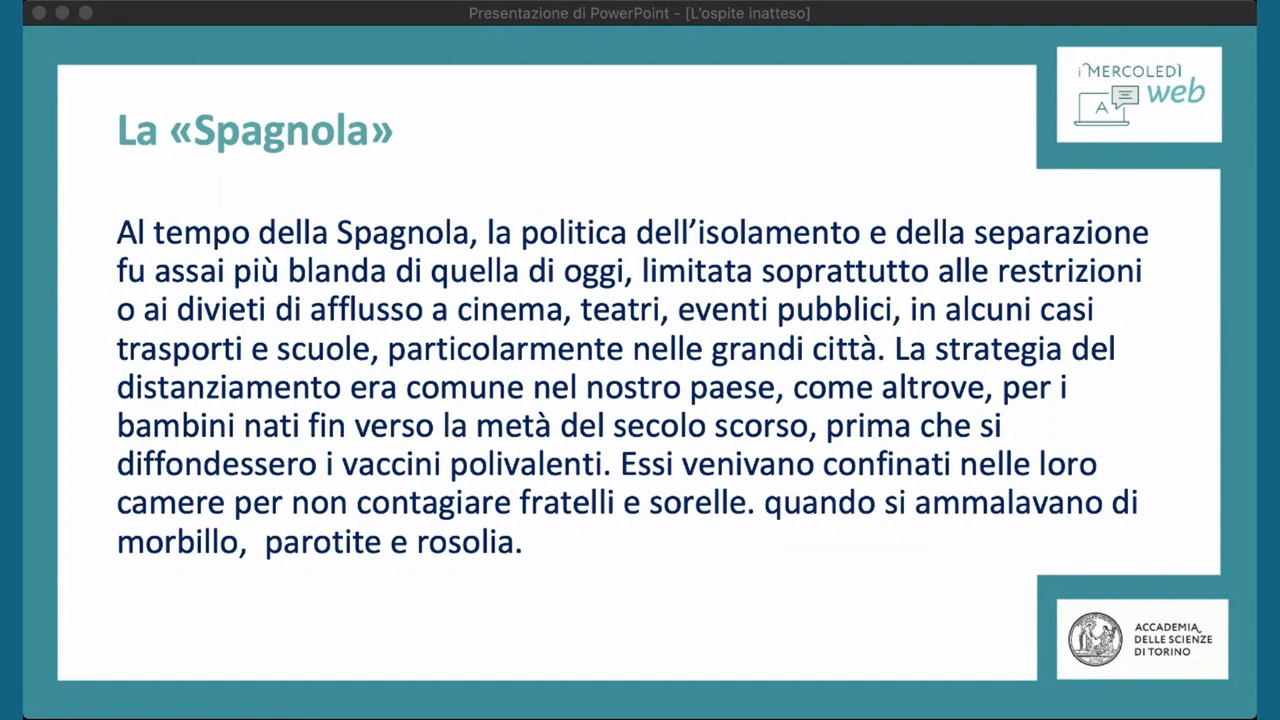 Presentazione di PowerPoint - [L'ospite inatteso]
i MERCOLEDÌ
web
A
La «Spagnola»
Al tempo della Spagnola, la politica dell’isolamento e della separazione
fu assai più blanda di quella di oggi, limitata soprattutto alle restrizioni
o ai divieti di afflusso a cinema, teatri, eventi pubblici, in alcuni casi
trasporti e scuole, particolarmente nelle grandi città. La strategia del
distanziamento era comune nel nostro paese, come altrove, per i
bambini nati fin verso la metà del secolo scorso, prima che si
diffondessero i vaccini polivalenti. Essi venivano confinati nelle loro
camere per non contagiare fratelli e sorelle. quando si ammalavano di
morbillo,  parotite e rosolia.
ACCADEMIA
DELLE SCIENZE
DI TORINO